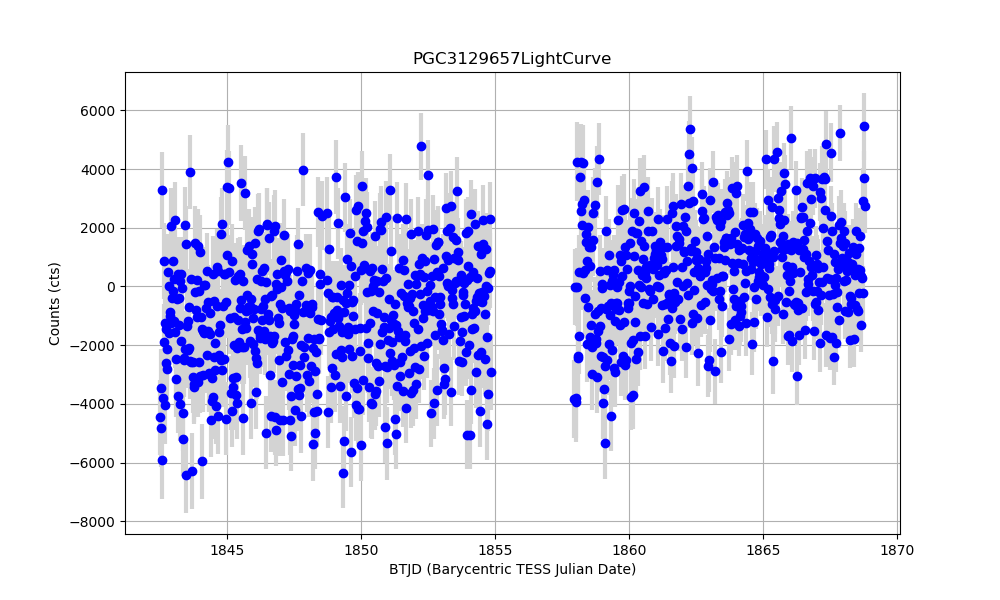 PGC3129657LightCurve
6000
4000
2000
0
−2000
−4000
−6000
−8000
Counts (cts)
1845 1850 1855 1860 1865 1870
BTJD (Barycentric TESS Julian Date)